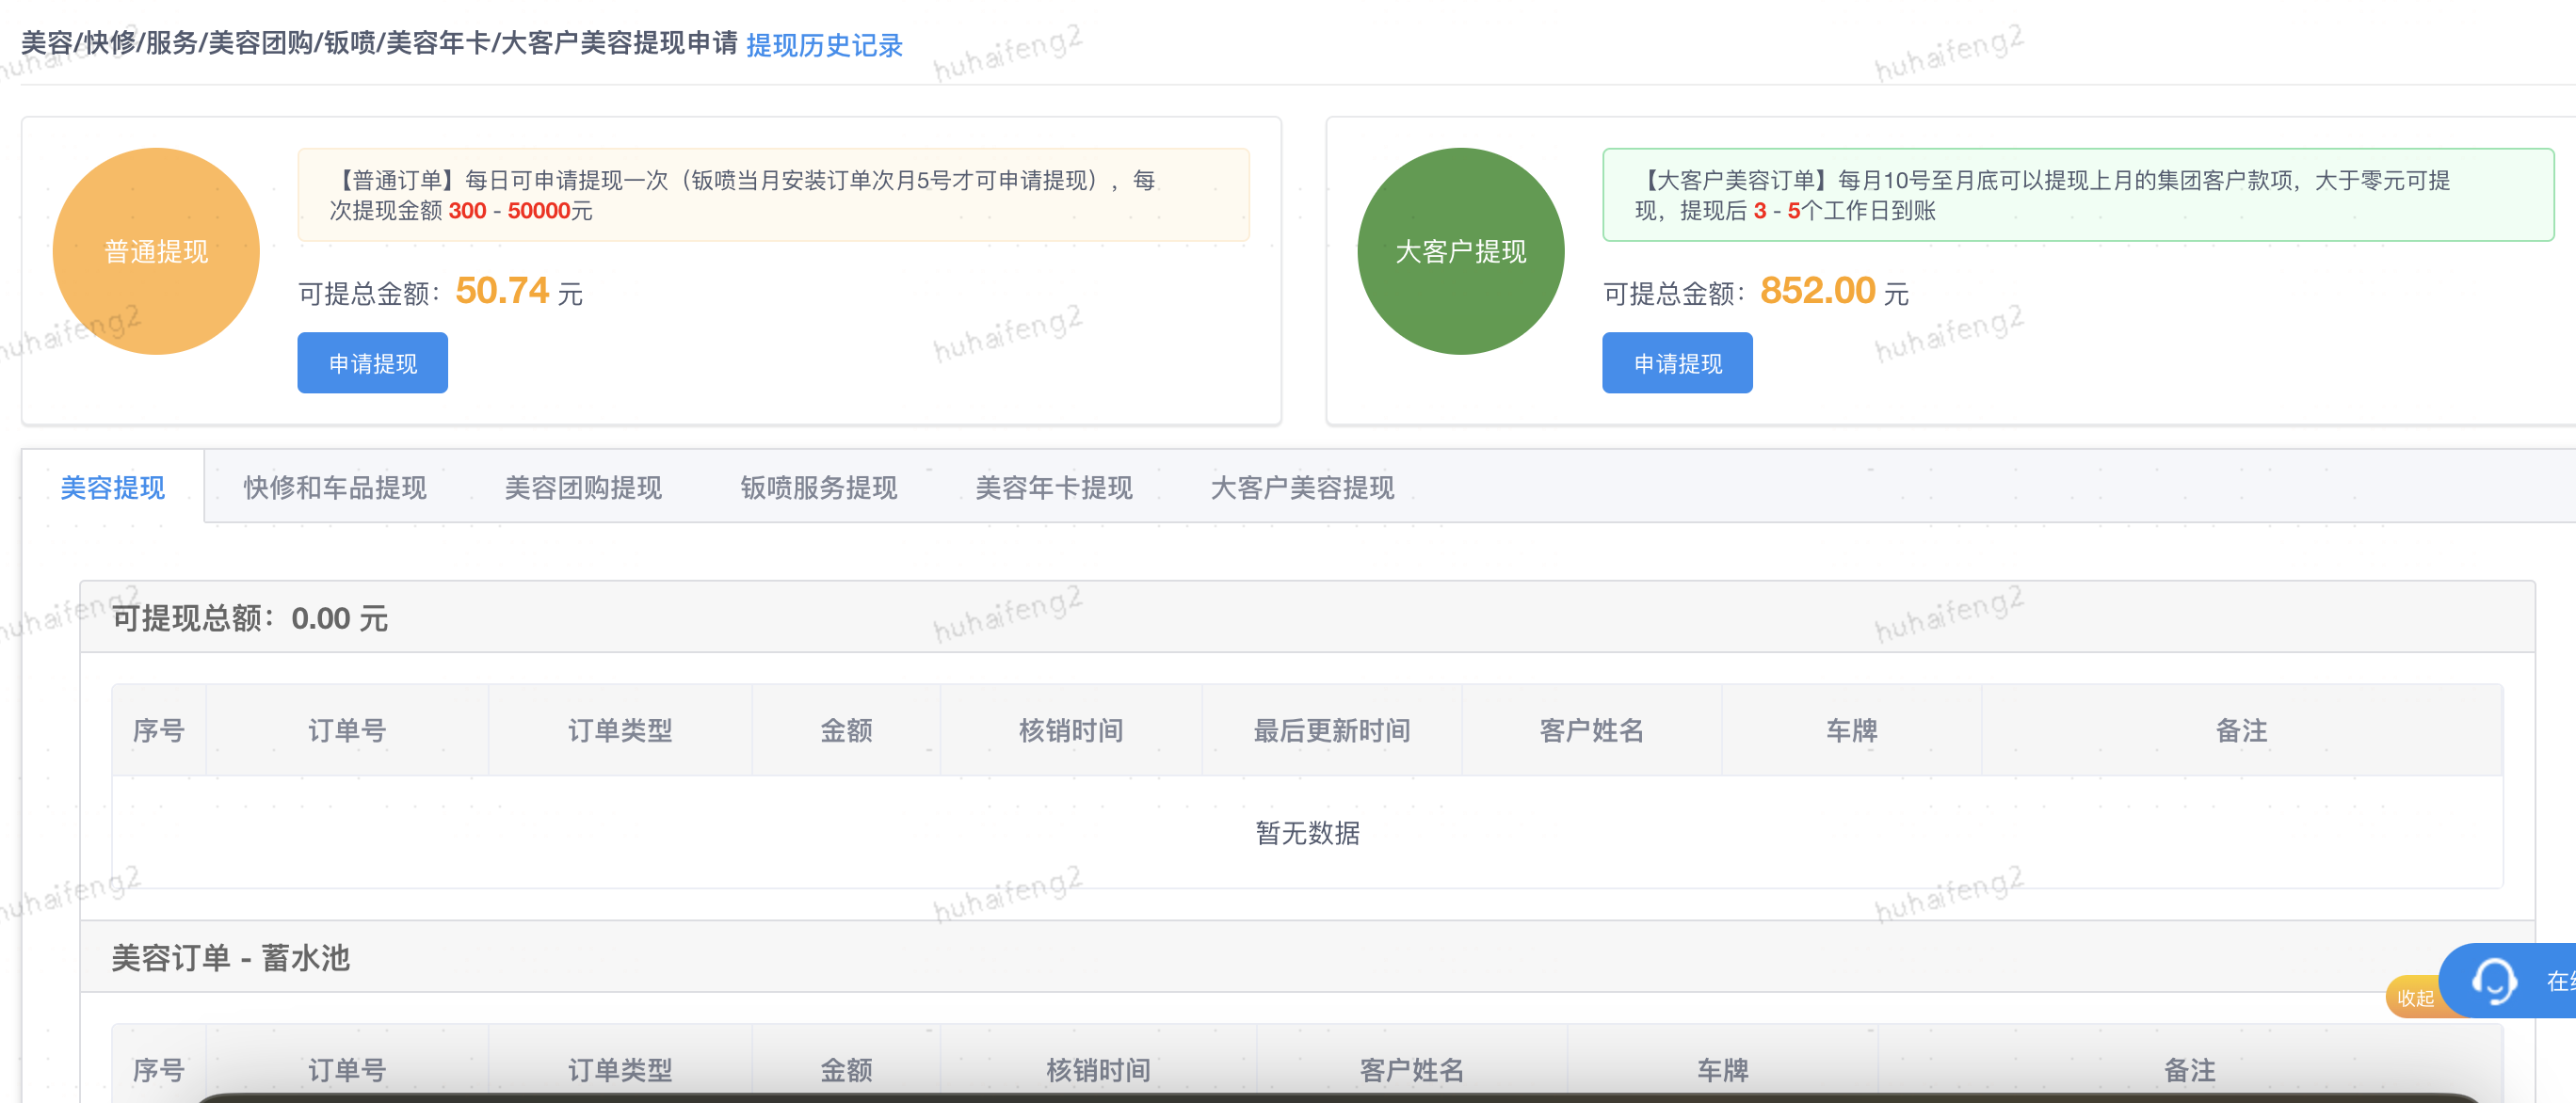 美容/快修/服务/美容团购/钣喷/美容年卡/大客户美容提现申请 提现历史记录
普通提现
【普通订单】每日可申请提现一次（钣喷当月安装订单次月5号才可申请提现），每
次提现金额 300 - 50000元
可提总金额：50.74 元
申请提现
大客户提现
【大客户美容订单】每月10号至月底可以提现上月的集团客户款项，大于零元可提
现，提现后 3 - 5个工作日到账
可提总金额：852.00 元
申请提现
美容提现 快修和车品提现 美容团购提现 钣喷服务提现 美容年卡提现 大客户美容提现
可提现总额：0.00 元
序号 订单号 订单类型 金额 核销时间 最后更新时间 客户姓名 车牌 备注
暂无数据
美容订单 - 蓄水池
收起 在
序号 订单号 订单类型 金额 核销时间 客户姓名 车牌 备注
huhaifeng2
huhaifeng2
huhaifeng2
huhaifeng2
huhaifeng2
huhaifeng2
huhaifeng2
huhaifeng2
huhaifeng2
huhaifeng2
huhaifeng2
huhaifeng2